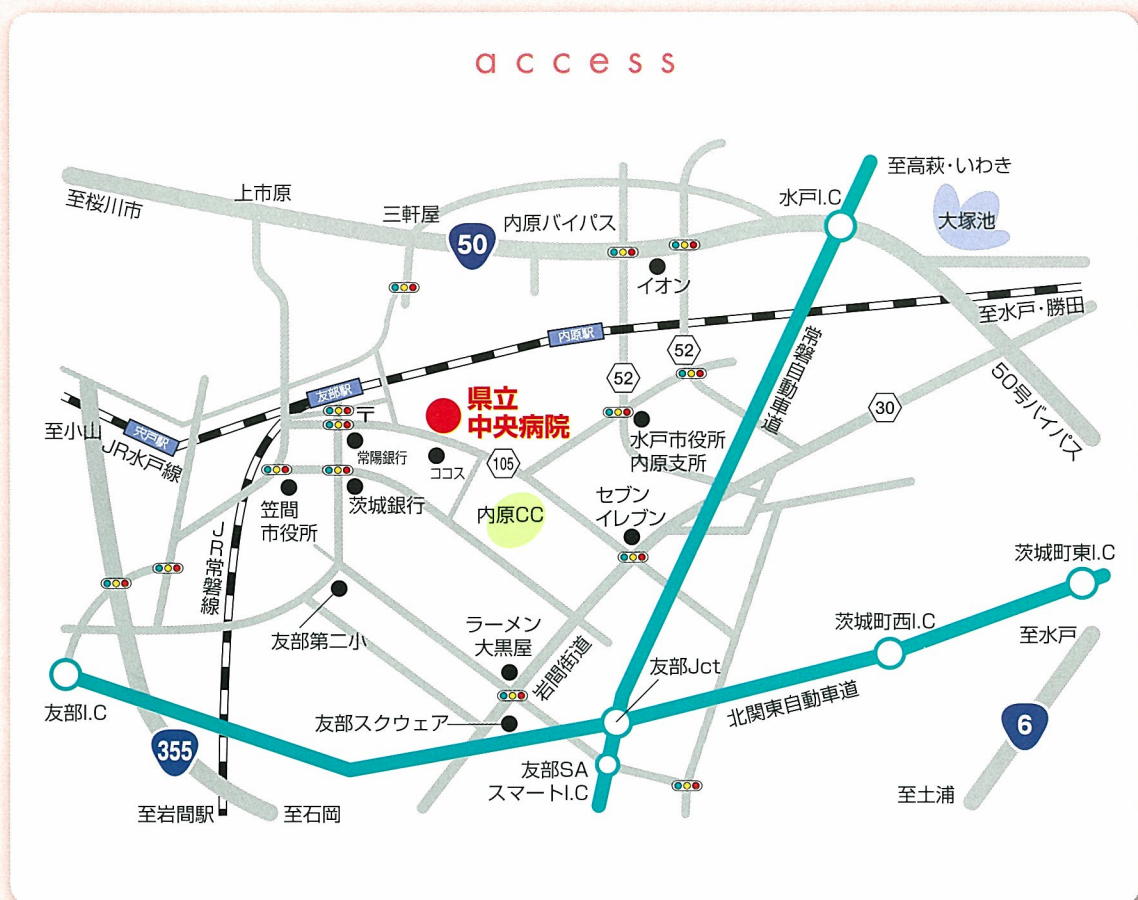 access
至高萩・いわき
水戸I.C
大塚池
上市原
至桜川市
三軒屋
内原バイパス
50
イオン
至水戸・勝田
内原駅
常磐自動車道
52
52
50号バイパス
友部駅
〒
県立
中央病院
30
至小山
宍戸駅
JR水戸線
常陽銀行
ココス
105
水戸市役所
内原支所
笠間
市役所
茨城銀行
内原CC
セブン
イレブン
JR常磐線
茨城町東I.C
友部第二小
ラーメン
大黒屋
岩間街道
茨城町西I.C
至水戸
友部Jct
友部I.C
北関東自動車道
友部スクウェア
6
355
友部SA
スマートI.C
至土浦
至岩間駅
至石岡